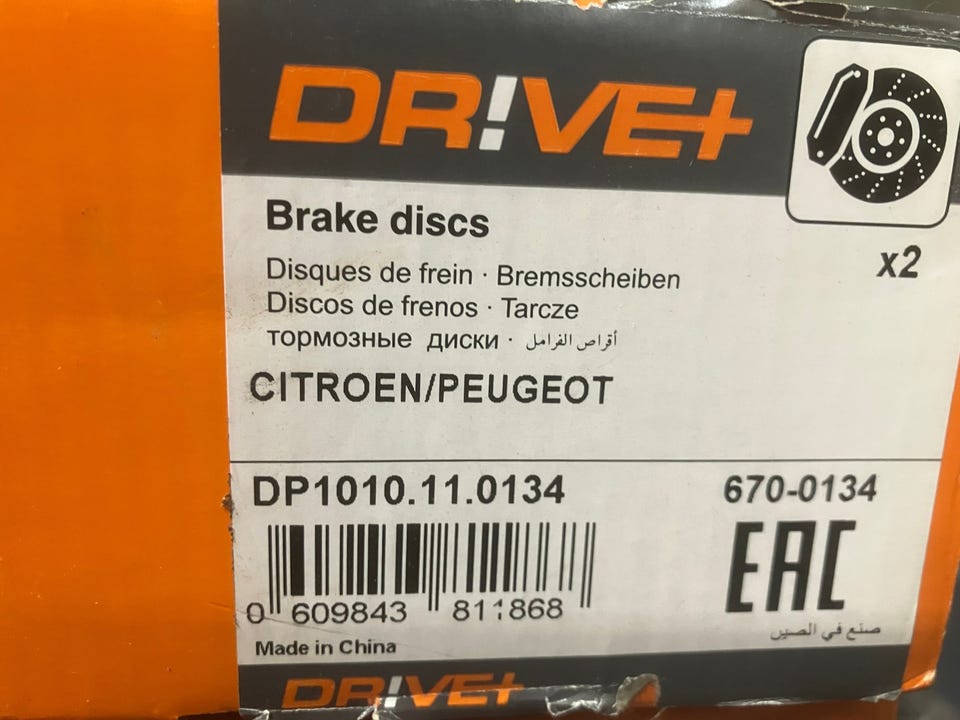 DR!VE+
Brake discs
x2
Disques de frein · Bremsscheiben
Discos de frenos · Tarcze
тормозные диски · أقراص الفرامل
CITROEN/PEUGEOT
DP1010.11.0134
670-0134
EAC
0 609843 811868
صنع في الصين
Made in China
DR!VE+